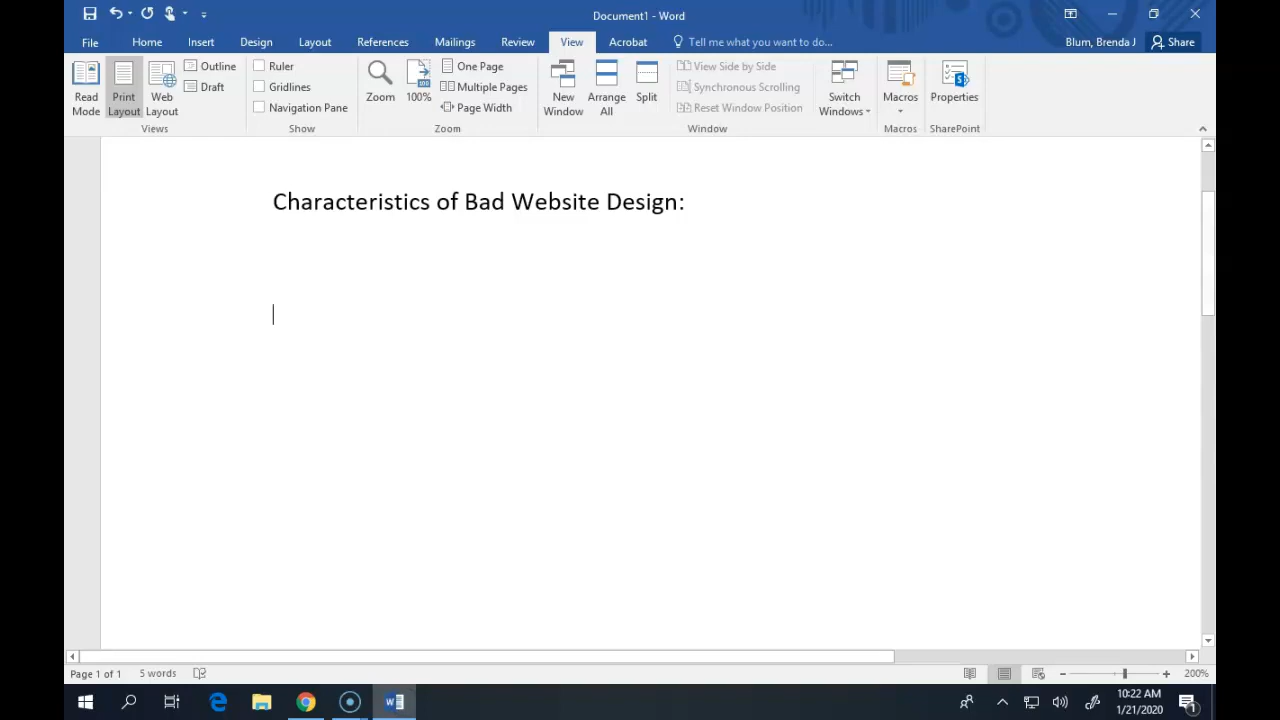 Document1 - Word
File Home Insert Design Layout References Mailings Review View Acrobat Tell me what you want to do... Blum, Brenda J Share
Read Mode
Print Layout
Web Layout
Outline
Draft
Views
Ruler
Gridlines
Navigation Pane
Show
Zoom
100%
One Page
Multiple Pages
Page Width
Zoom
New Window
Arrange All
Split
View Side by Side
Synchronous Scrolling
Reset Window Position
Window
Switch Windows
Macros
Macros
Properties
SharePoint
Characteristics of Bad Website Design:
Page 1 of 1 5 words 200%
10:22 AM
1/21/2020